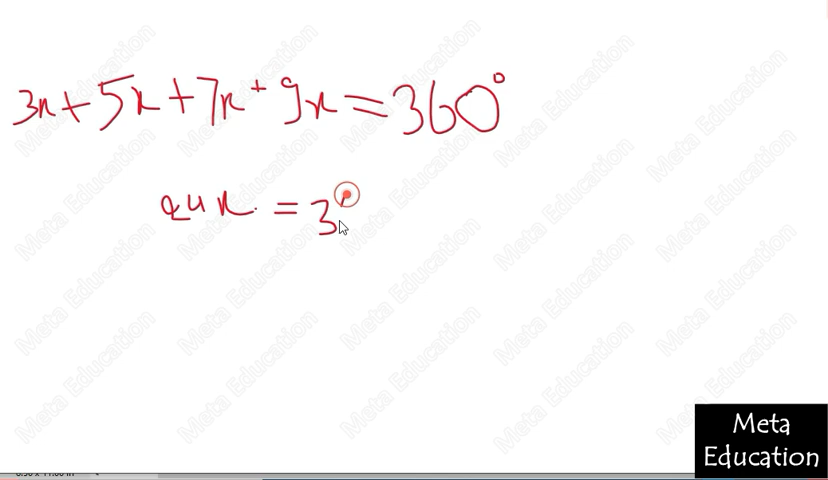 3x + 5x + 7x + 9x = 360°
24x = 3
Meta
Education